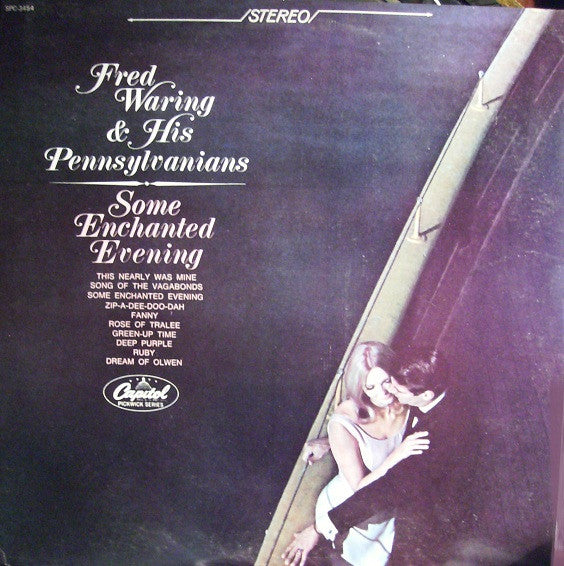 SPC-3454
STEREO
Fred
Waring
& His
Pennsylvanians
Some
Enchanted
Evening
THIS NEARLY WAS MINE
SONG OF THE VAGABONDS
SOME ENCHANTED EVENING
ZIP-A-DEE-DOO-DAH
FANNY
ROSE OF TRALEE
GREEN-UP TIME
DEEP PURPLE
RUBY
DREAM OF OLWEN
Capitol
PICKWICK SERIES